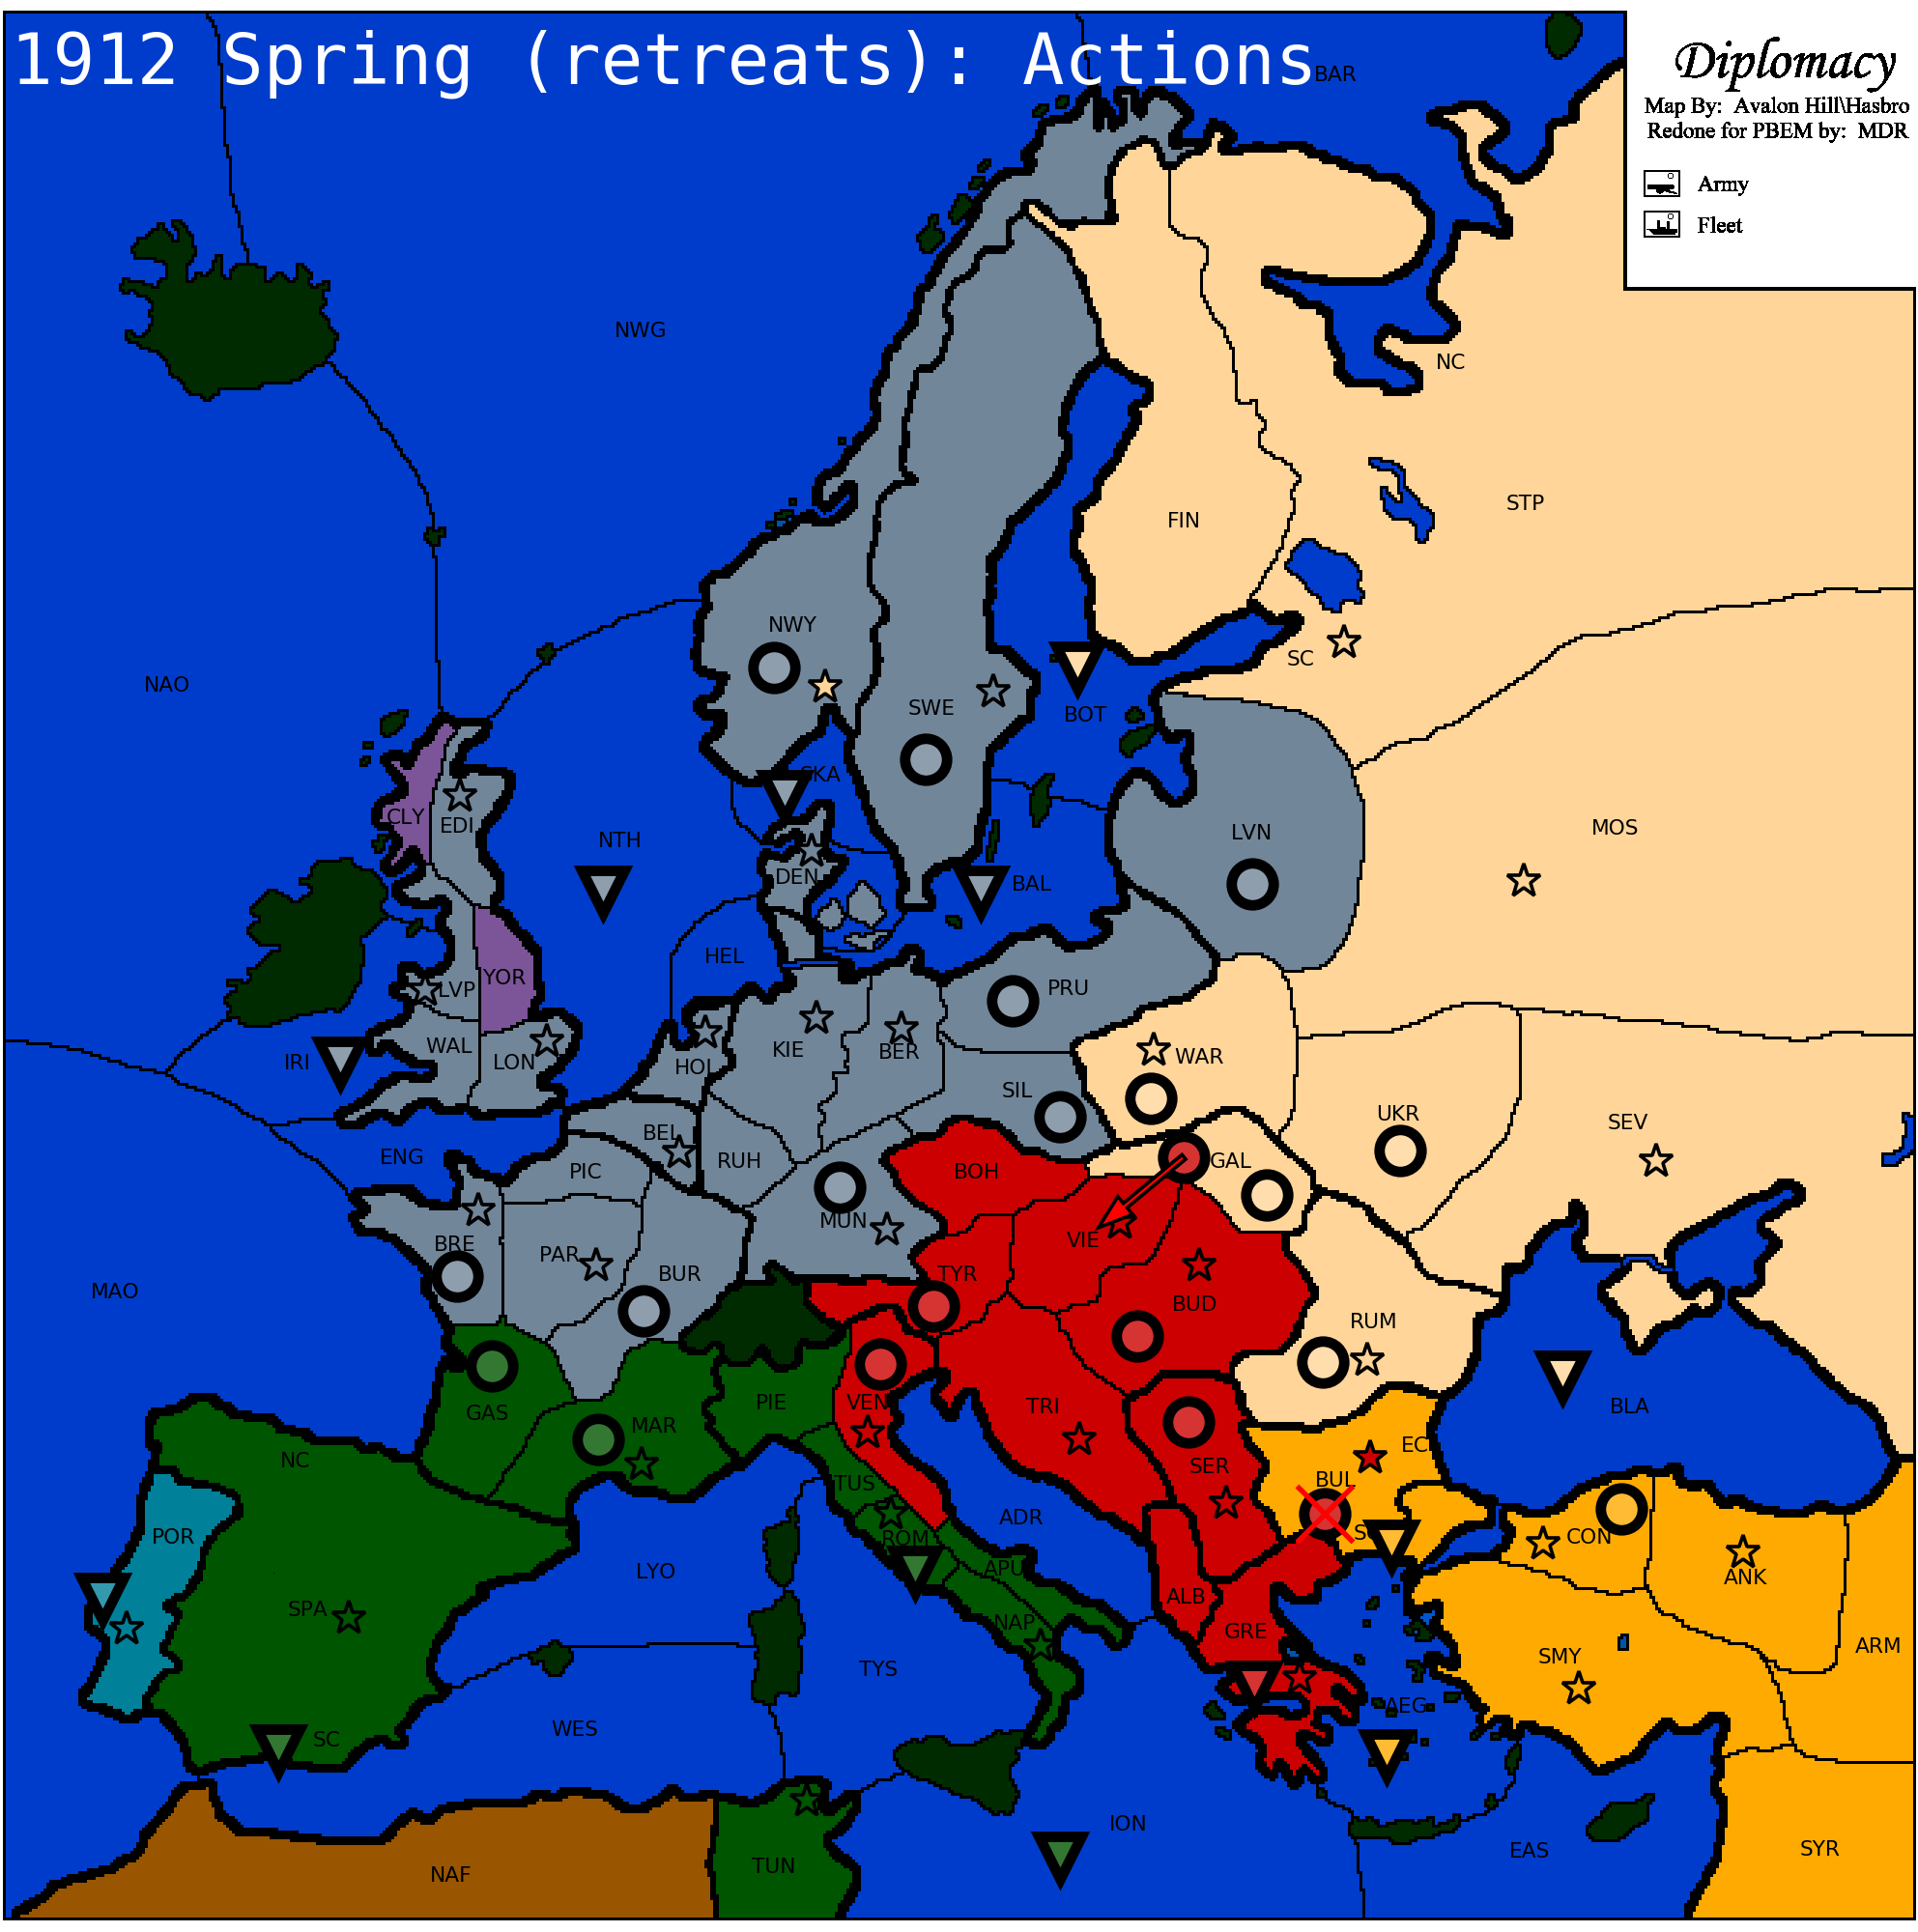 1912 Spring (retreats): Actions
BAR
Diplomacy
Map By: Avalon Hill\Hasbro
Redone for PBEM by: MDR
Army
Fleet
NWG
NC
STP
FIN
NWY
SC
NAO
SWE
BOT
SKA
CLY
EDI
NTH
LVN
MOS
DEN
BAL
HEL
YOR
LVP
PRU
WAL
IRI
LON
KIE
BER
HOL
WAR
SIL
UKR
SEV
BEL
ENG
PIC
RUH
BOH
GAL
MUN
VIE
BRE
PAR
BUR
TYR
MAO
BUD
RUM
GAS
MAR
PIE
VEN
TRI
BLA
NC
TUS
SER
BUL
POR
ROM
ADR
CON
LYO
APU
ANK
SPA
NAP
ALB
GRE
ARM
TYS
SMY
AEG
SC
WES
ION
EAS
SYR
NAF
TUN